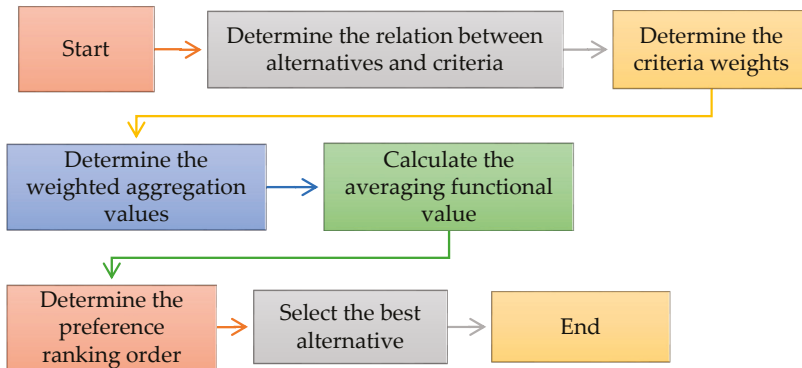 Start
Determine the relation between
alternatives and criteria
Determine the
criteria weights
Determine the
weighted aggregation
values
Calculate the
averaging functional
value
Determine the
preference
ranking order
Select the best
alternative
End